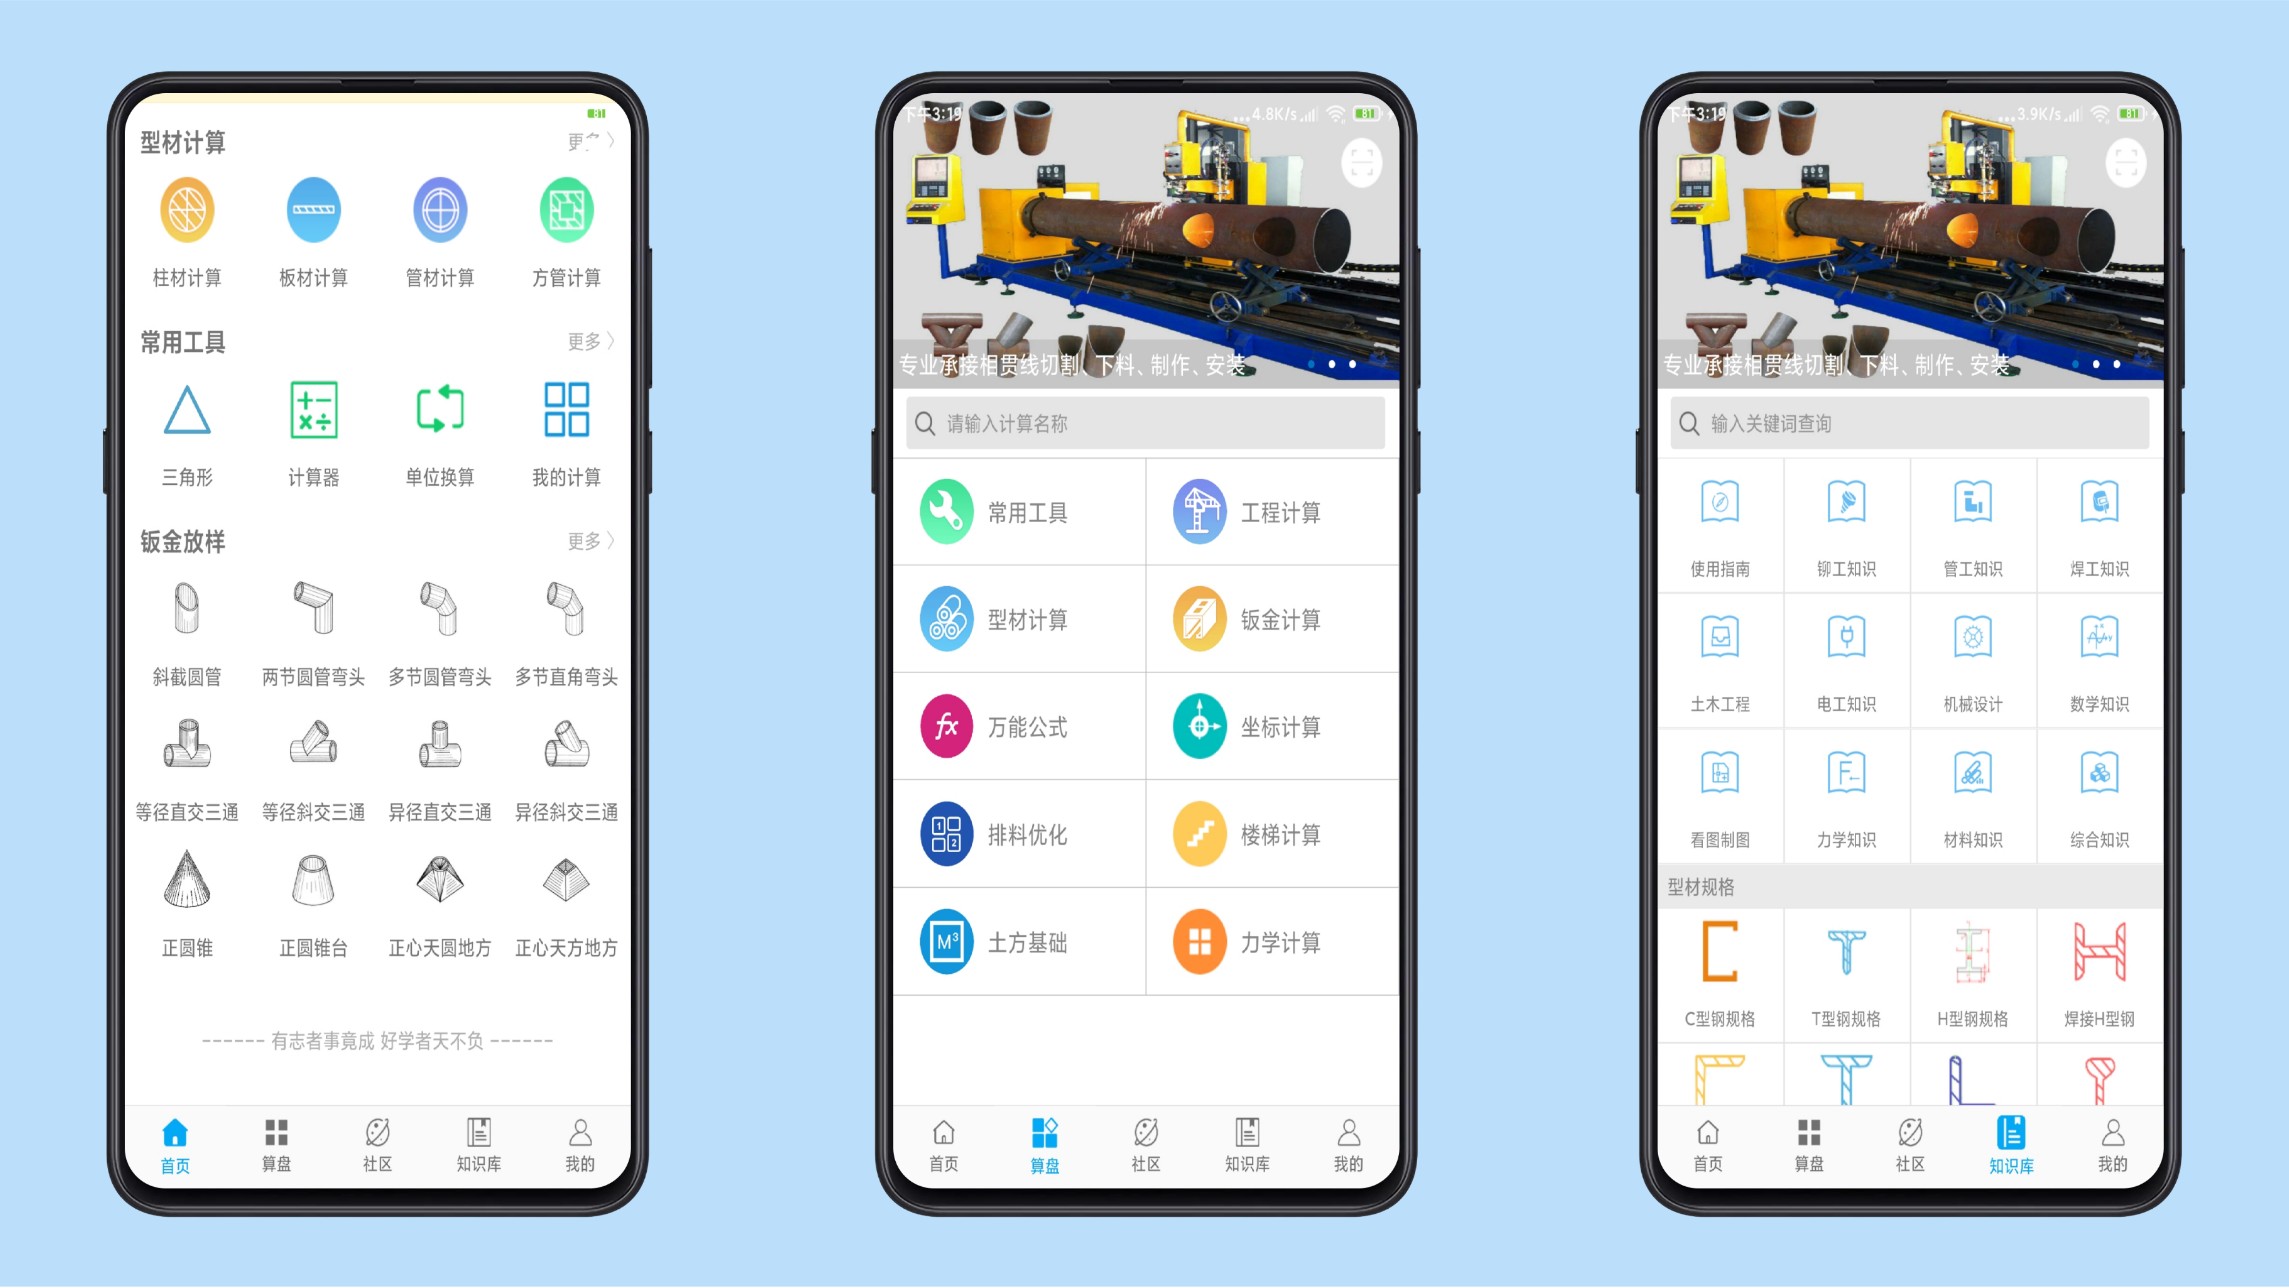 81
型材计算
更多
柱材计算 板材计算 管材计算 方管计算
常用工具 更多
三角形 计算器 单位换算 我的计算
钣金放样 更多
斜截圆管 两节圆管弯头 多节圆管弯头 多节直角弯头
等径直交三通 等径斜交三通 异径直交三通 异径斜交三通
正圆锥 正圆锥台 正心天圆地方 正心天方地方
------ 有志者事竟成 好学者天不负 ------
首页 算盘 社区 知识库 我的
下午3:19 ...4.8K/s 81
专业承接相贯线切割、下料、制作、安装
请输入计算名称
常用工具 工程计算
型材计算 钣金计算
fx 万能公式 坐标计算
1 2 排料优化 楼梯计算
M³ 土方基础 力学计算
首页 算盘 社区 知识库 我的
下午3:19 ...3.9K/s 81
专业承接相贯线切割、下料、制作、安装
输入关键词查询
使用指南 铆工知识 管工知识 焊工知识
土木工程 电工知识 机械设计 数学知识
F
看图制图 力学知识 材料知识 综合知识
型材规格
C型钢规格 T型钢规格 H型钢规格 焊接H型钢
首页 算盘 社区 知识库 我的